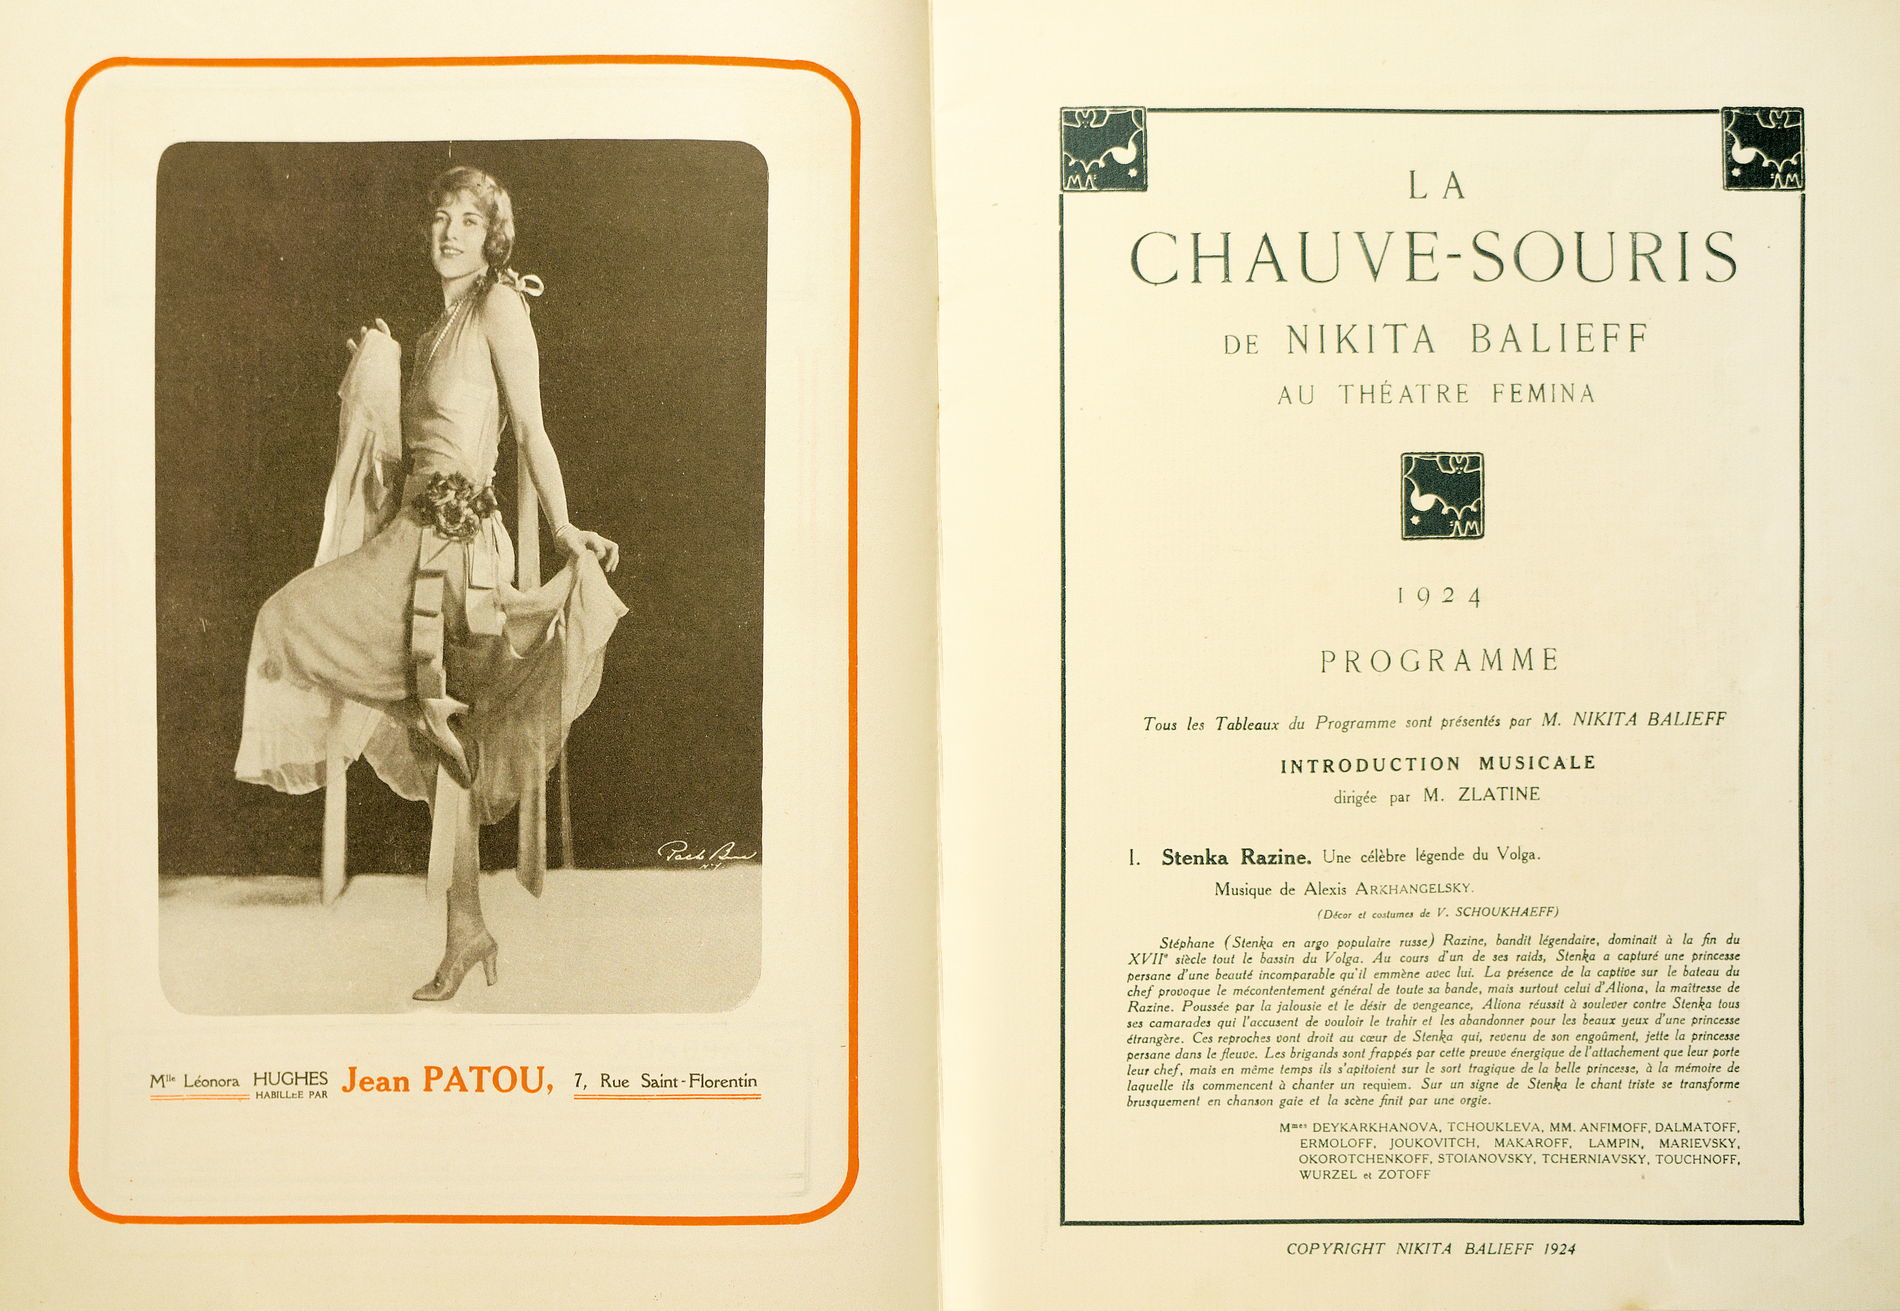 Mlle Léonora HUGHES HABILLÉE PAR Jean PATOU, 7, Rue Saint-Florentin
LA
CHAUVE-SOURIS
DE NIKITA BALIEFF
AU THÉATRE FEMINA
1924
PROGRAMME
Tous les Tableaux du Programme sont présentés par M. NIKITA BALIEFF
INTRODUCTION MUSICALE
dirigée par M. ZLATINE
I. Stenka Razine. Une célèbre légende du Volga.
Musique de Alexis ARKHANGELSKY.
(Décor et costumes de V. SCHOUKHAEFF)
Stéphane (Stenka en argo populaire russe) Razine, bandit légendaire, dominait à la fin du
XVIIe siècle tout le bassin du Volga. Au cours d'un de ses raids, Stenka a capturé une princesse
persane d'une beauté incomparable qu'il emmène avec lui. La présence de la captive sur le bateau du
chef provoque le mécontentement général de toute sa bande, mais surtout celui d'Aliona, la maîtresse de
Razine. Poussée par la jalousie et le désir de vengeance, Aliona réussit à soulever contre Stenka tous
ses camarades qui l'accusent de vouloir le trahir et les abandonner pour les beaux yeux d'une princesse
étrangère. Ces reproches vont droit au cœur de Stenka qui, revenu de son engoûment, jette la princesse
persane dans le fleuve. Les brigands sont frappés par cette preuve énergique de l'attachement que leur porte
leur chef, mais en même temps ils s'apitoient sur le sort tragique de la belle princesse, à la mémoire de
laquelle ils commencent à chanter un requiem. Sur un signe de Stenka le chant triste se transforme
brusquement en chanson gaie et la scène finit par une orgie.
Mmes DEYKARKHANOVA, TCHOUKLEVA, MM. ANFIMOFF, DALMATOFF,
ERMOLOFF, JOUKOVITCH, MAKAROFF, LAMPIN, MARIEVSKY,
OKOROTCHENKOFF, STOIANOVSKY, TCHERNIAVSKY, TOUCHNOFF,
WURZEL et ZOTOFF
COPYRIGHT NIKITA BALIEFF 1924